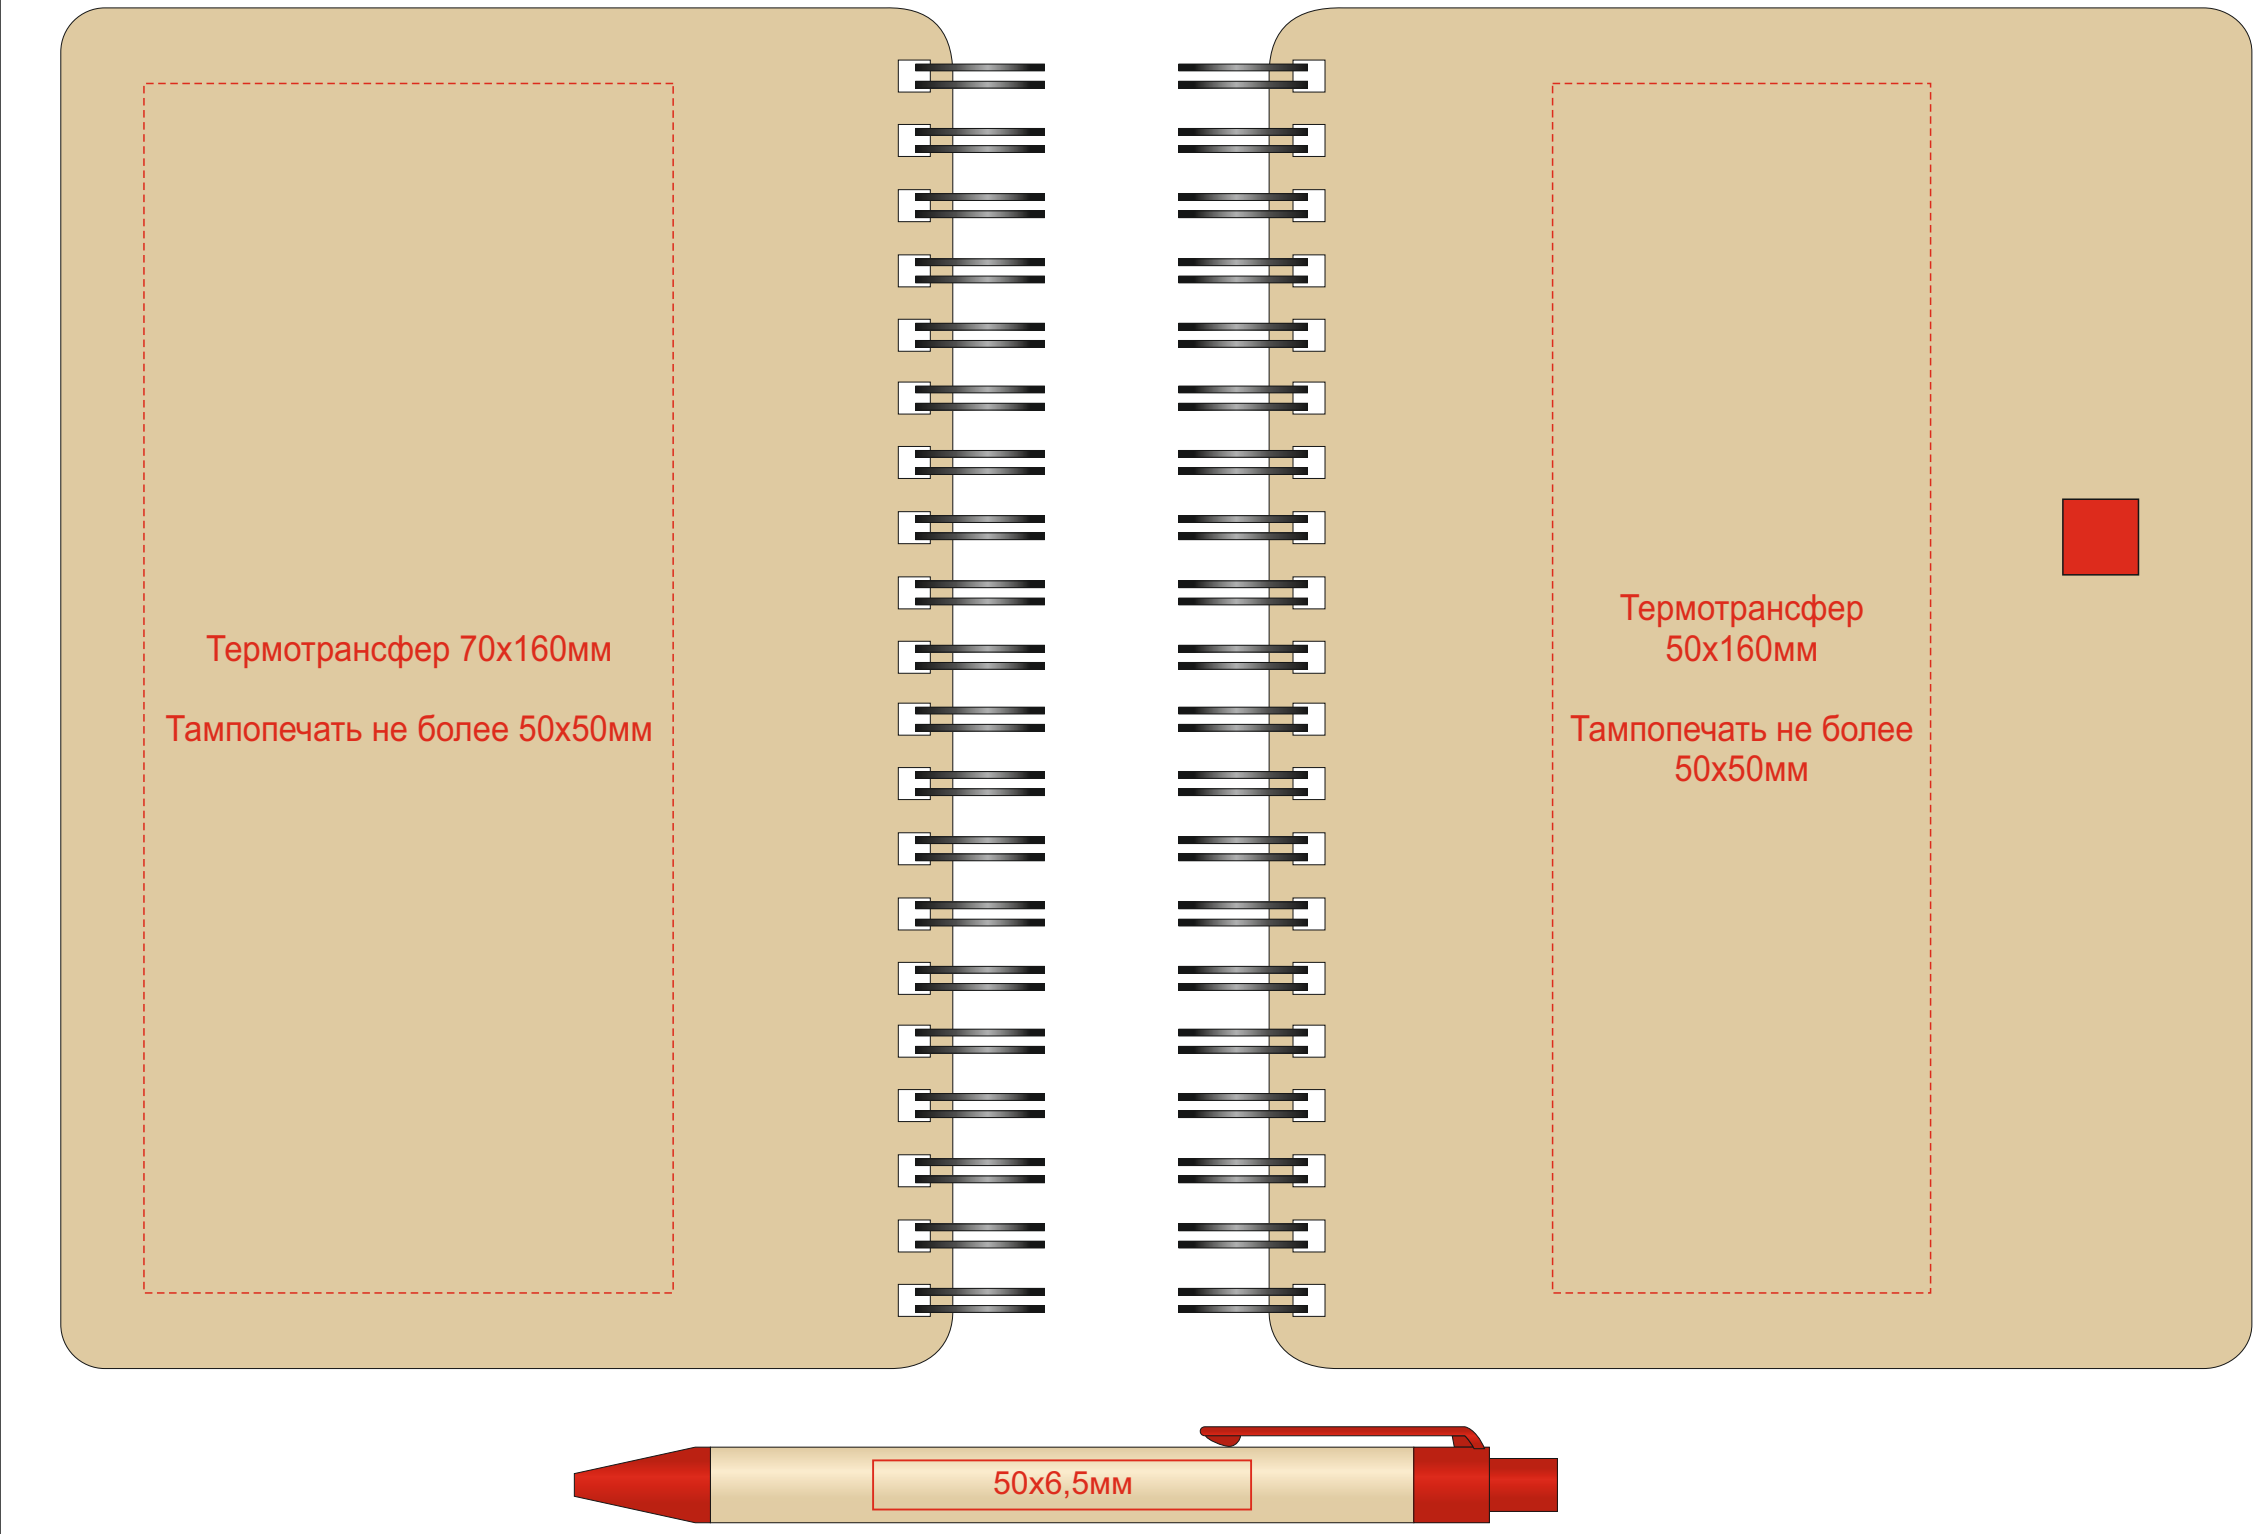 Термотрансфер 70х160мм
Тампопечать не более 50х50мм
Термотрансфер
50х160мм
Тампопечать не более
50х50мм
50х6,5мм